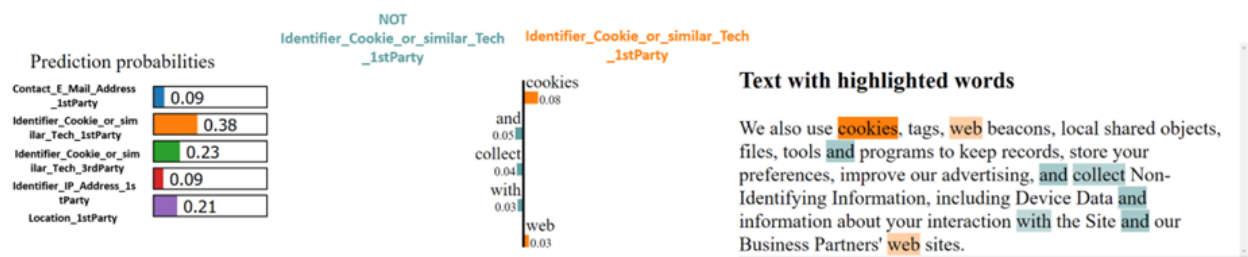 Prediction probabilities
Contact_E_Mail_Address
_1stParty
0.09
Identifier_Cookie_or_sim
ilar_Tech_1stParty
0.38
Identifier_Cookie_or_sim
ilar_Tech_3rdParty
0.23
Identifier_IP_Address_1s
tParty
0.09
Location_1stParty
0.21
NOT
Identifier_Cookie_or_similar_Tech
_1stParty
Identifier_Cookie_or_similar_Tech
_1stParty
cookies
0.08
and
0.05
collect
0.04
with
0.03
web
0.03
Text with highlighted words
We also use cookies, tags, web beacons, local shared objects,
files, tools and programs to keep records, store your
preferences, improve our advertising, and collect Non-
Identifying Information, including Device Data and
information about your interaction with the Site and our
Business Partners' web sites.